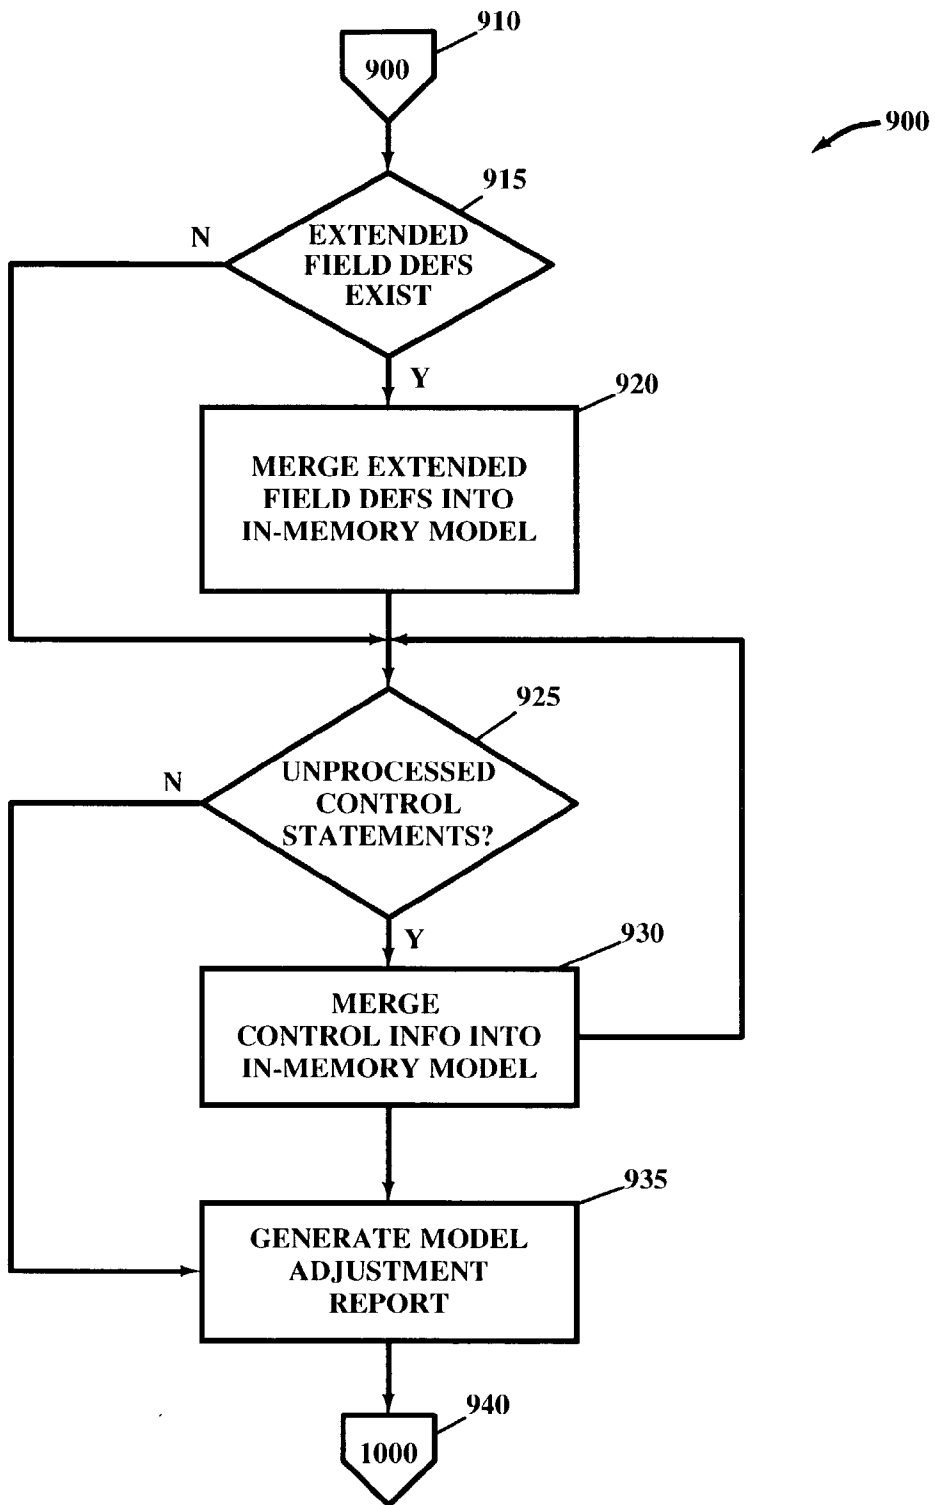 910
900
900
915
N
EXTENDED
FIELD DEFS
EXIST
Y
920
MERGE EXTENDED
FIELD DEFS INTO
IN-MEMORY MODEL
925
N
UNPROCESSED
CONTROL
STATEMENTS?
Y
930
MERGE
CONTROL INFO INTO
IN-MEMORY MODEL
935
GENERATE MODEL
ADJUSTMENT
REPORT
940
1000